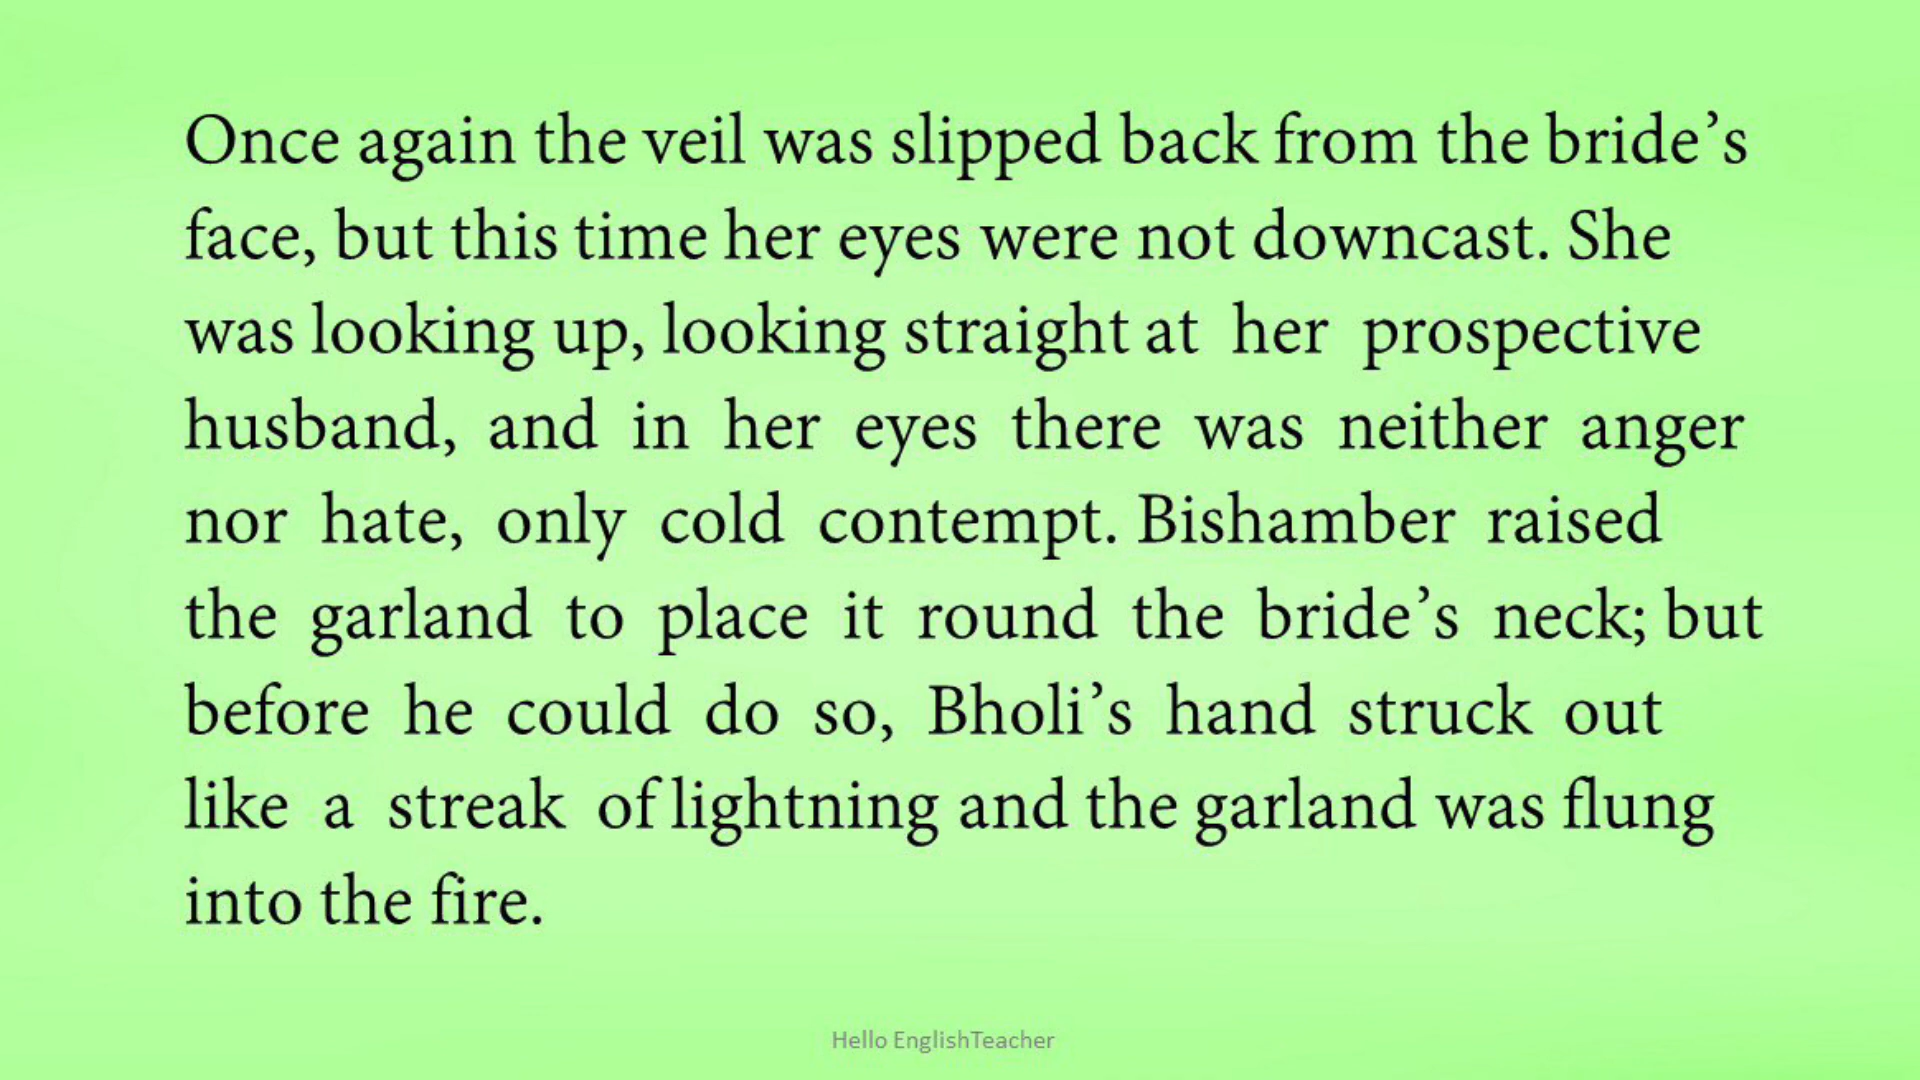 Once again the veil was slipped back from the bride’s
face, but this time her eyes were not downcast. She
was looking up, looking straight at her prospective
husband, and in her eyes there was neither anger
nor hate, only cold contempt. Bishamber raised
the garland to place it round the bride’s neck; but
before he could do so, Bholi’s hand struck out
like a streak of lightning and the garland was flung
into the fire.
Hello EnglishTeacher